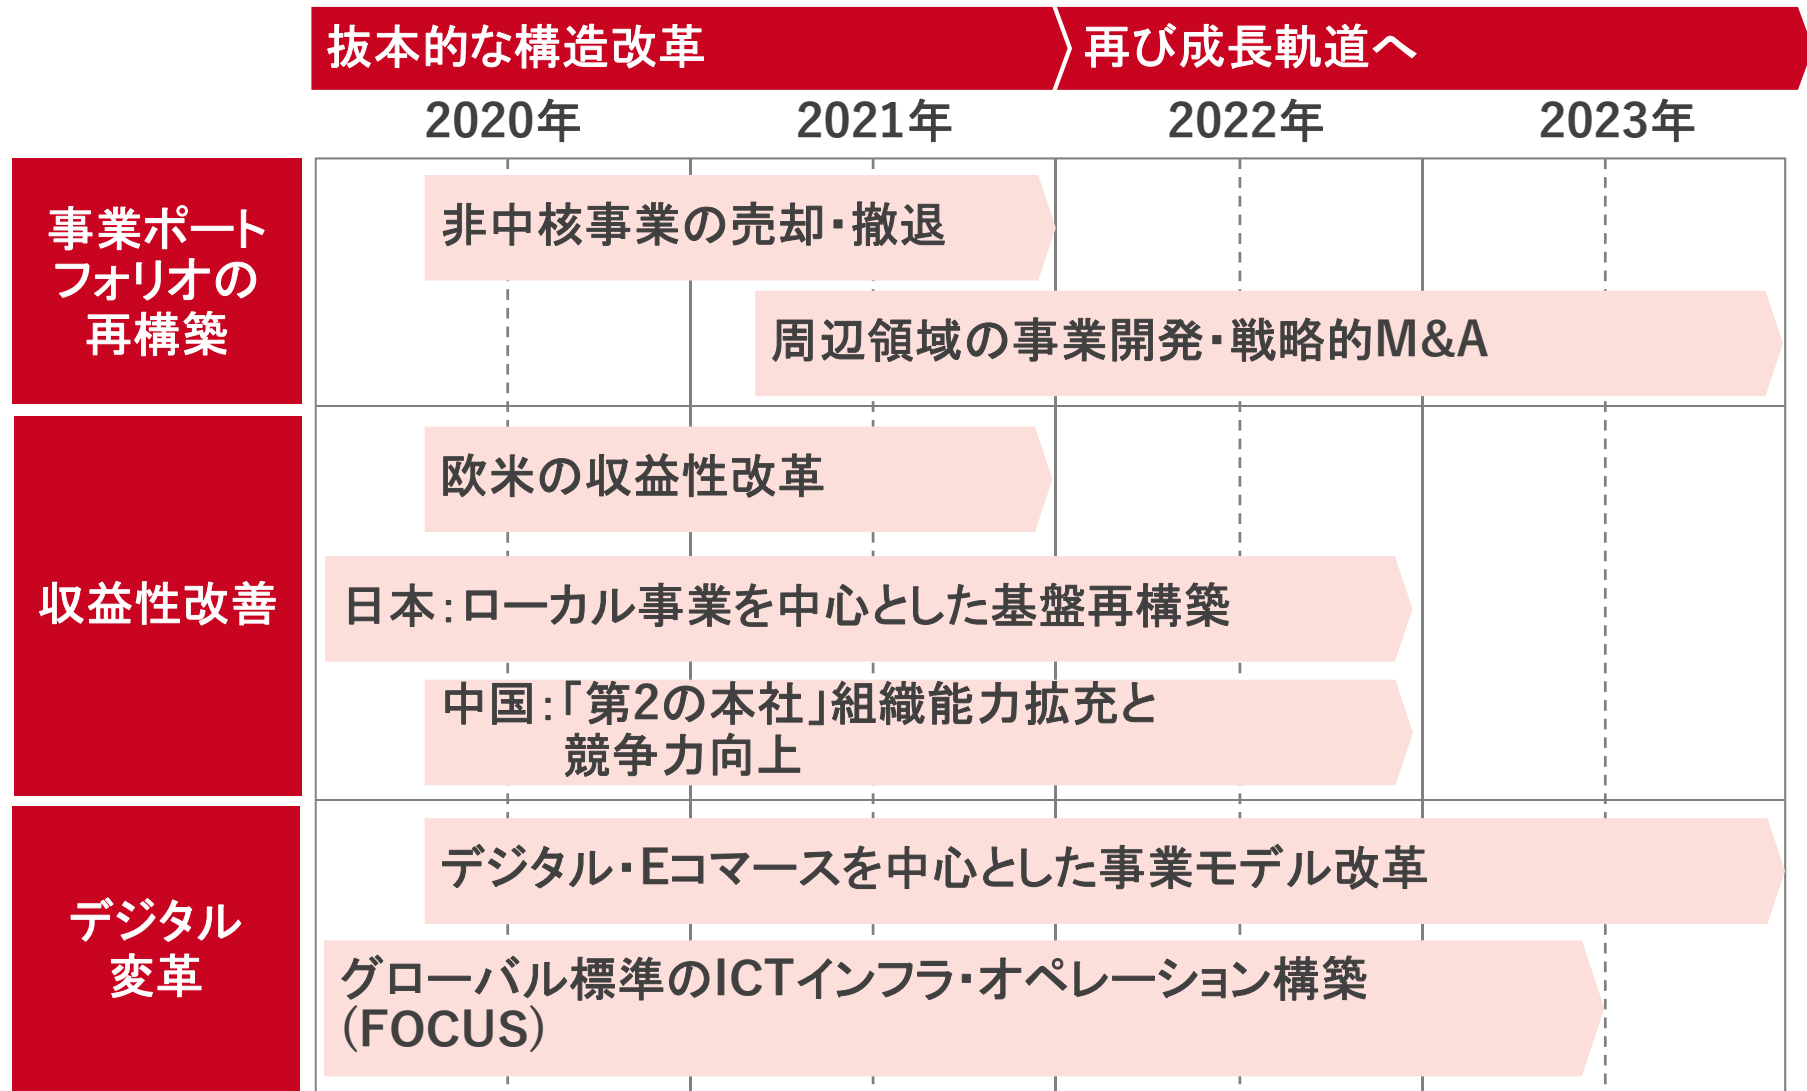 抜本的な構造改革
再び成長軌道へ
2020年
2021年
2022年
2023年
事業ポート
フォリオの
再構築
非中核事業の売却・撤退
周辺領域の事業開発・戦略的M&A
収益性改善
欧米の収益性改革
日本：ローカル事業を中心とした基盤再構築
中国：「第2の本社」組織能力拡充と
競争力向上
デジタル
変革
デジタル・Eコマースを中心とした事業モデル改革
グローバル標準のICTインフラ・オペレーション構築
(FOCUS)